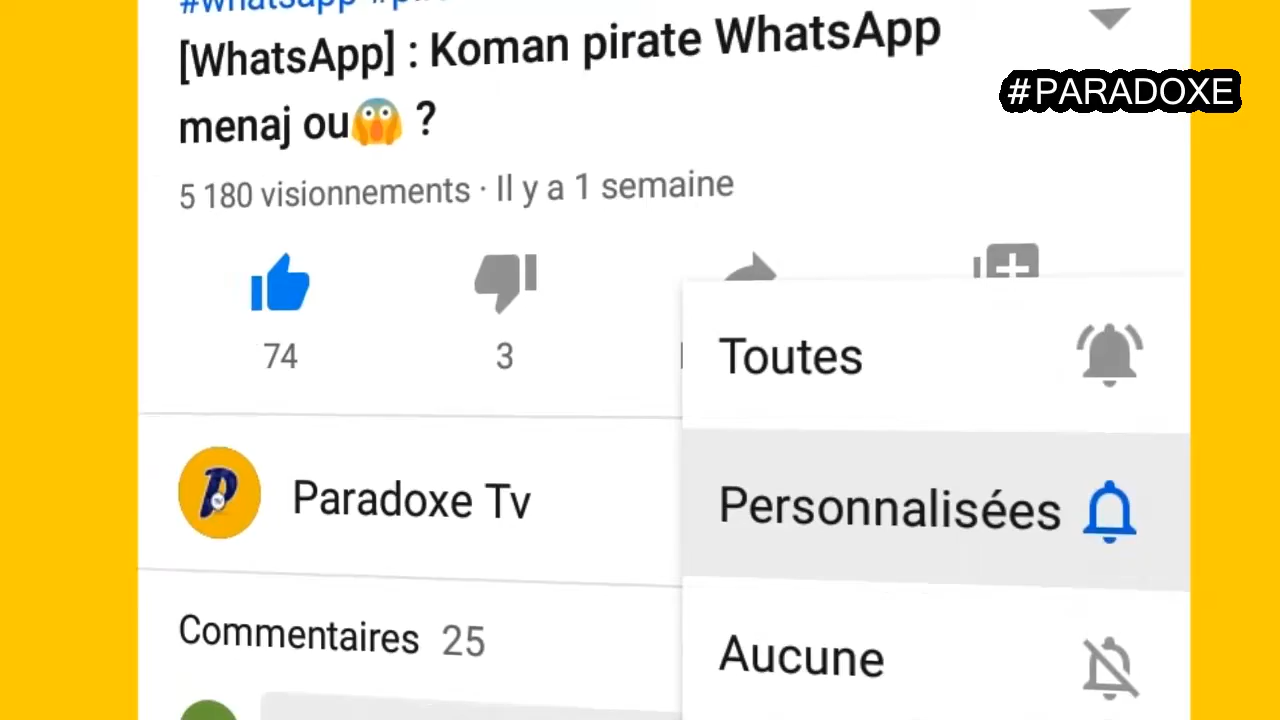 [WhatsApp] : Koman pirate WhatsApp
menaj ou😱 ?
#PARADOXE
5 180 visionnements · Il y a 1 semaine
74
3
Toutes
Paradoxe Tv
Personnalisées
Commentaires 25
Aucune